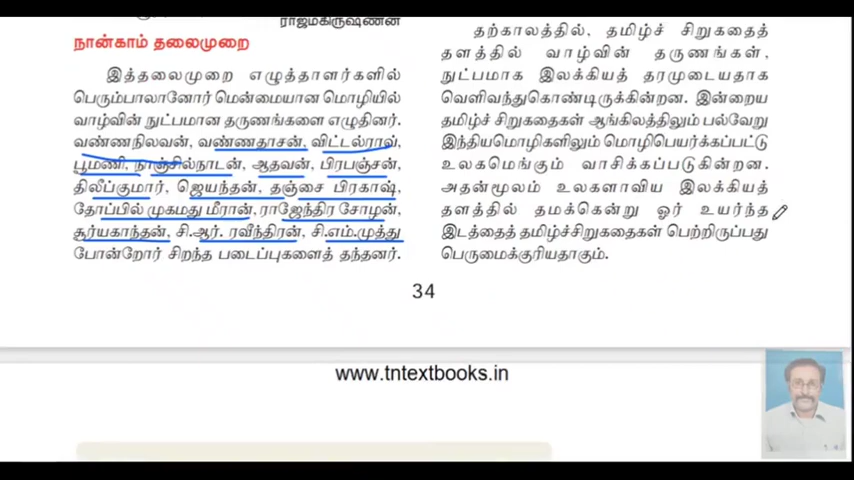 ராஜம்கிருஷ்ணன்
நான்காம் தலைமுறை
இத்தலைமுறை எழுத்தாளர்களில்
பெரும்பாலானோர் மென்மையான மொழியில்
வாழ்வின் நுட்பமான தருணங்களை எழுதினர்.
வண்ணநிலவன், வண்ணதாசன், விட்டல்ராவ்,
பூமணி, நாஞ்சில்நாடன், ஆதவன், பிரபஞ்சன்,
திலீப்குமார், ஜெயந்தன், தஞ்சை பிரகாஷ்,
தோப்பில் முகமது மீரான், ராஜேந்திர சோழன்,
சூர்யகாந்தன், சி.ஆர். ரவீந்திரன், சி.எம்.முத்து
போன்றோர் சிறந்த படைப்புகளைத் தந்தனர்.
தற்காலத்தில், தமிழ்ச் சிறுகதைத்
தளத்தில் வாழ்வின் தருணங்கள்,
நுட்பமாக இலக்கியத் தரமுடையதாக
வெளிவந்துகொண்டிருக்கின்றன. இன்றைய
தமிழ்ச் சிறுகதைகள் ஆங்கிலத்திலும் பல்வேறு
இந்தியமொழிகளிலும் மொழிபெயர்க்கப்பட்டு
உலகமெங்கும் வாசிக்கப்படுகின்றன.
அதன்மூலம் உலகளாவிய இலக்கியத்
தளத்தில் தமக்கென்று ஓர் உயர்ந்த
இடத்தைத் தமிழ்ச்சிறுகதைகள் பெற்றிருப்பது
பெருமைக்குரியதாகும்.
34
www.tntextbooks.in